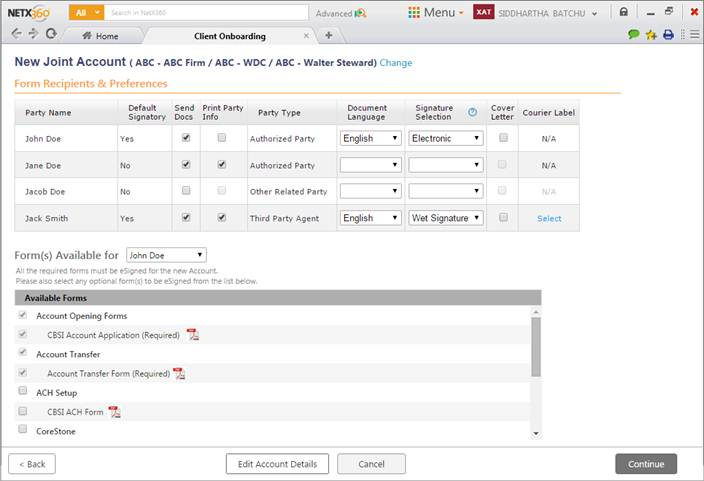 NETX360 All Search in NetX360 Advanced Menu XAT SIDDHARTHA BATCHU
Home Client Onboarding × +
New Joint Account ( ABC - ABC Firm / ABC - WDC / ABC - Walter Steward) Change
Form Recipients & Preferences
Party Name Default Signatory Send Docs Print Party Info Party Type Document Language Signature Selection ? Cover Letter Courier Label
John Doe Yes Authorized Party English Electronic N/A
Jane Doe No Authorized Party N/A
Jacob Doe No Other Related Party N/A
Jack Smith Yes Third Party Agent English Wet Signature Select
Form(s) Available for John Doe
All the required forms must be eSigned for the new Account.
Please also select any optional form(s) to be eSigned from the list below.
Available Forms
Account Opening Forms
CBSI Account Application (Required)
Account Transfer
Account Transfer Form (Required)
ACH Setup
CBSI ACH Form
CoreStone
< Back Edit Account Details Cancel Continue